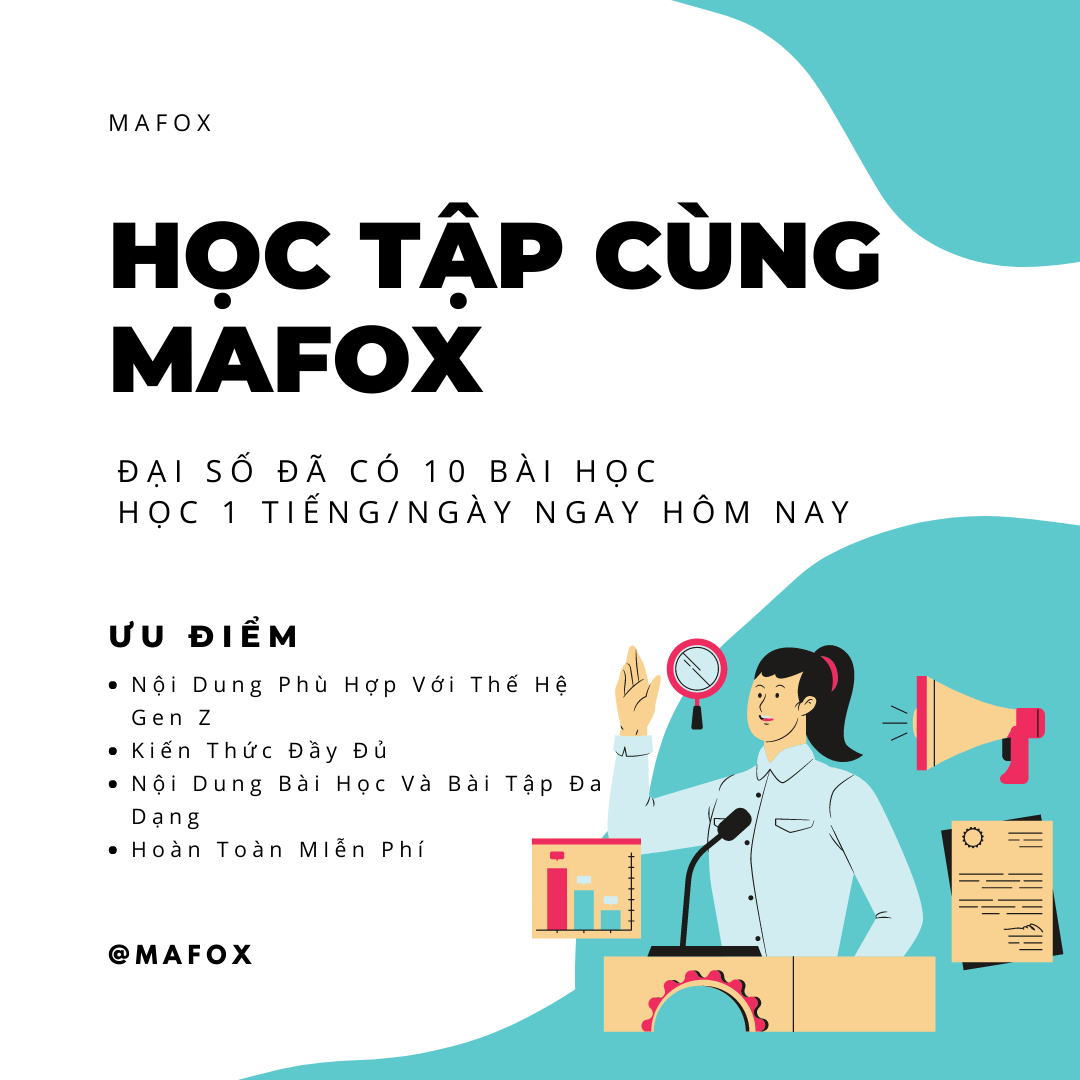 MAFOX
HỌC TẬP CÙNG
MAFOX
ĐẠI SỐ ĐÃ CÓ 10 BÀI HỌC
HỌC 1 TIẾNG/NGÀY NGAY HÔM NAY
ƯU ĐIỂM
• Nội Dung Phù Hợp Với Thế Hệ
Gen Z
• Kiến Thức Đầy Đủ
• Nội Dung Bài Học Và Bài Tập Đa
Dạng
• Hoàn Toàn MIễn Phí
@MAFOX